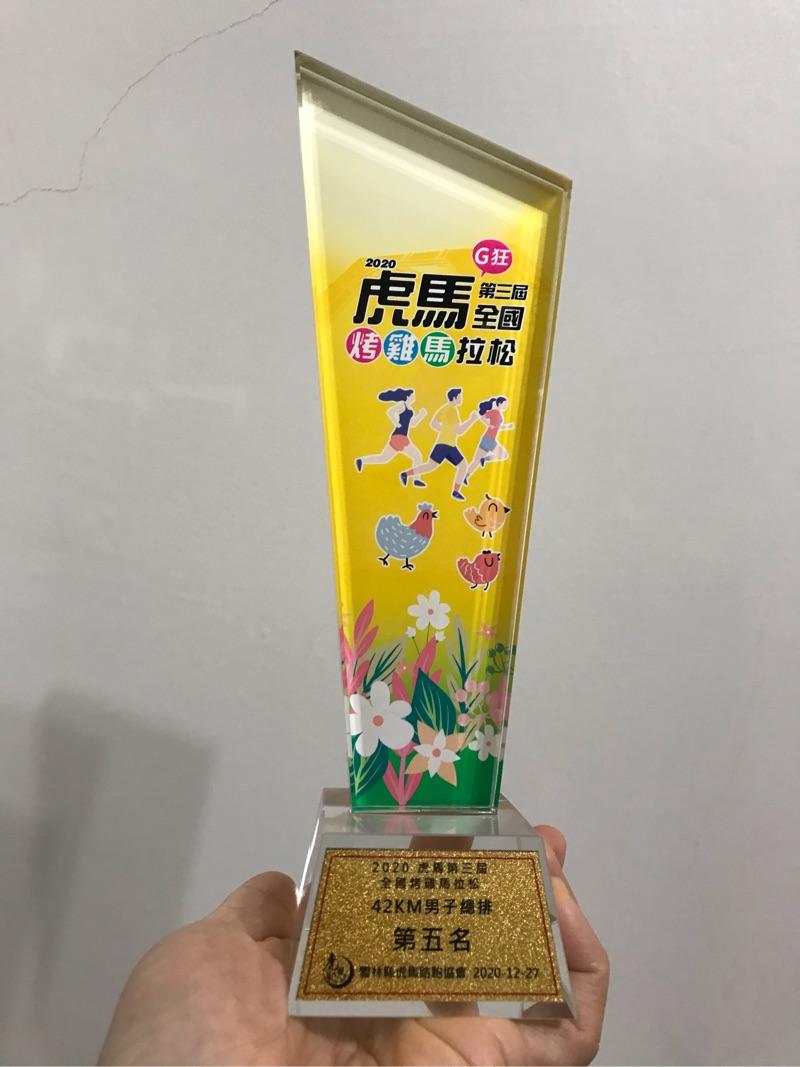 G狂
2020
虎馬 第三屆
全國
烤雞馬拉松
2020 虎馬第三屆
全國烤雞馬拉松
42KM男子總排
第五名
雲林縣虎馬路跑協會 2020-12-27